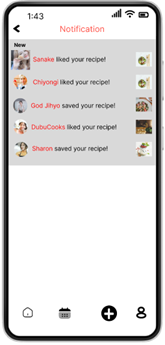 1:43
Notification
New
Sanake liked your recipe!
Chiyongi liked your recipe!
God Jihyo saved your recipe!
DubuCooks liked your recipe!
Sharon saved your recipe!